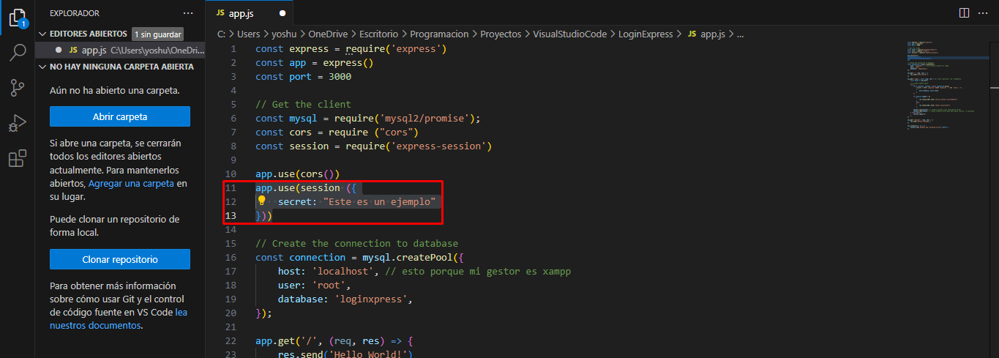 EXPLORADOR
EDITORES ABIERTOS 1 sin guardar
JS app.js C:\Users\yoshu\OneDri...
NO HAY NINGUNA CARPETA ABIERTA
Aún no ha abierto una carpeta.
Abrir carpeta
Si abre una carpeta, se cerrarán
todos los editores abiertos
actualmente. Para mantenerlos
abiertos, Agregar una carpeta en
su lugar.
Puede clonar un repositorio de
forma local.
Clonar repositorio
Para obtener más información
sobre cómo usar Git y el control
de código fuente en VS Code lea
nuestros documentos.
1
JS app.js
C: > Users > yoshu > OneDrive > Escritorio > Programacion > Proyectos > VisualStudioCode > LoginExpress > JS app.js > ...
1 const express = require('express')
2 const app = express()
3 const port = 3000
4
5 // Get the client
6 const mysql = require('mysql2/promise');
7 const cors = require ("cors")
8 const session = require('express-session')
9
10 app.use(cors())
11 app.use(session ({
12 secret: "Este es un ejemplo"
13 }))
14
15 // Create the connection to database
16 const connection = mysql.createPool({
17 host: 'localhost', // esto porque mi gestor es xampp
18 user: 'root',
19 database: 'loginxpress',
20 });
21
22 app.get('/', (req, res) => {
23 res.send('Hello World!')